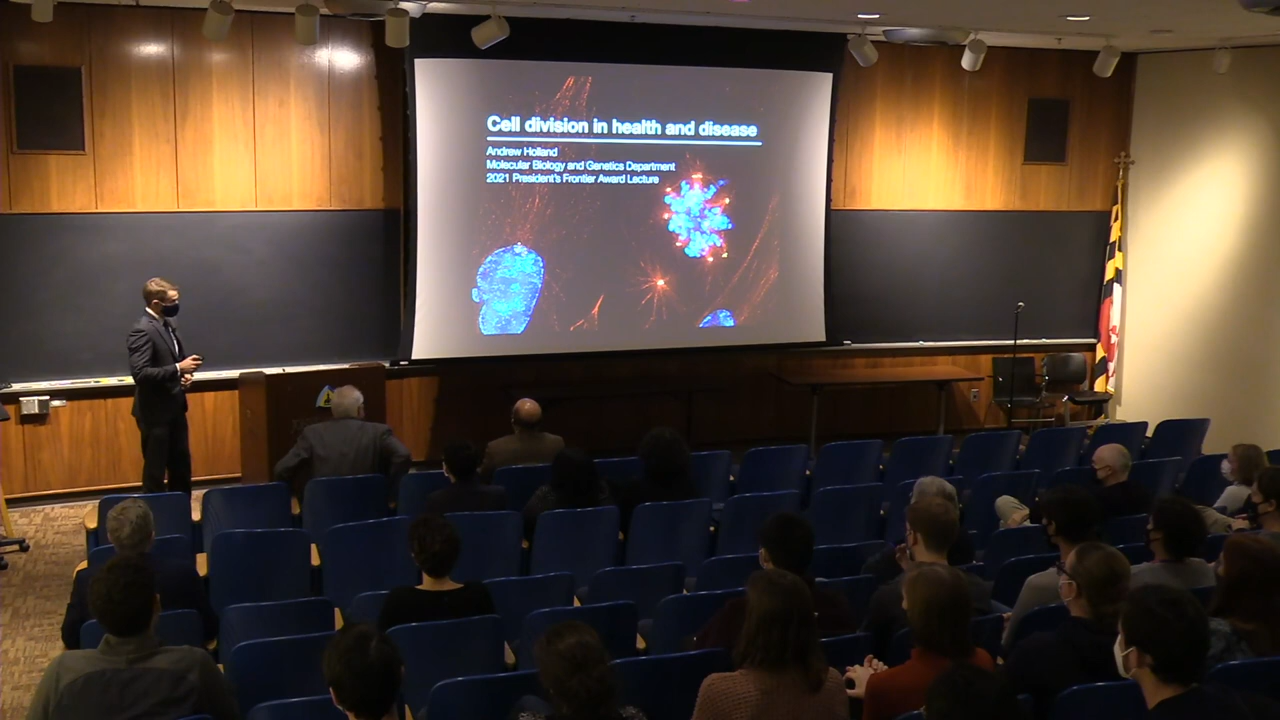 Cell division in health and disease
Andrew Holland
Molecular Biology and Genetics Department
2021 President's Frontier Award Lecture